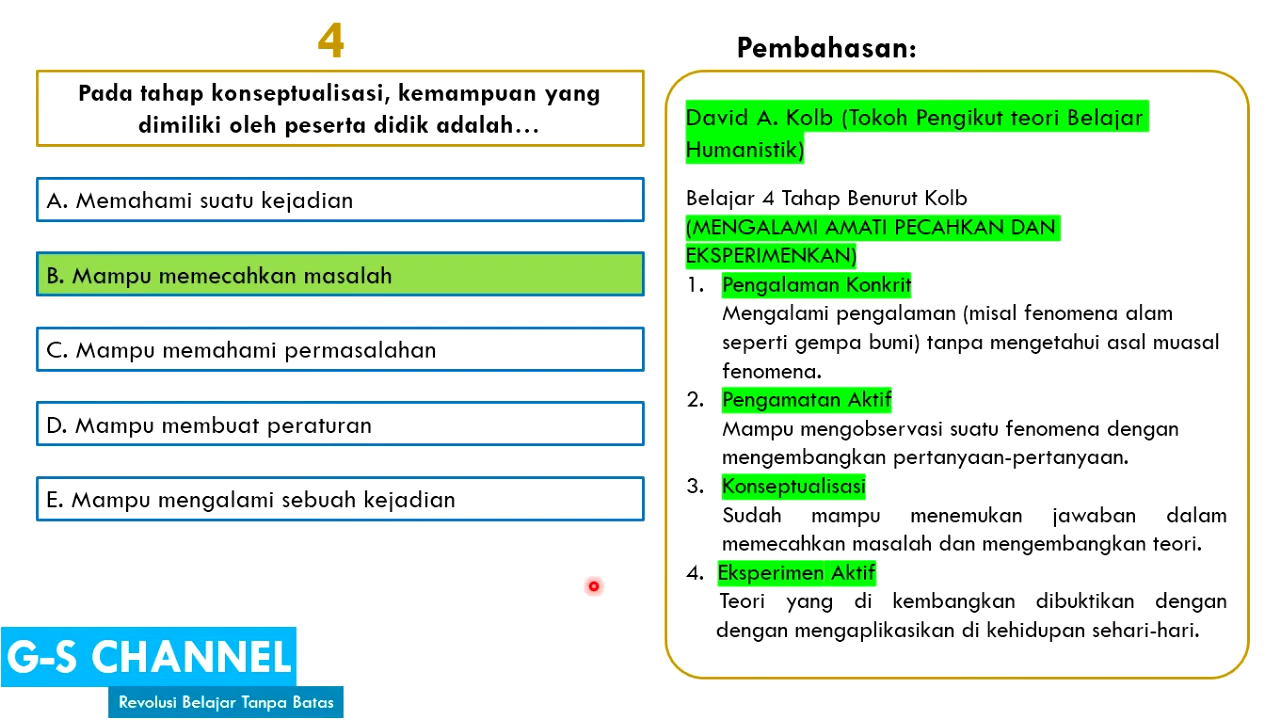 4
Pada tahap konseptualisasi, kemampuan yang
dimiliki oleh peserta didik adalah...
A. Memahami suatu kejadian
B. Mampu memecahkan masalah
C. Mampu memahami permasalahan
D. Mampu membuat peraturan
E. Mampu mengalami sebuah kejadian
G-S CHANNEL
Revolusi Belajar Tanpa Batas
Pembahasan:
David A. Kolb (Tokoh Pengikut teori Belajar
Humanistik)
Belajar 4 Tahap Benurut Kolb
(MENGALAMI AMATI PECAHKAN DAN
EKSPERIMENKAN)
1. Pengalaman Konkrit
Mengalami pengalaman (misal fenomena alam
seperti gempa bumi) tanpa mengetahui asal muasal
fenomena.
2. Pengamatan Aktif
Mampu mengobservasi suatu fenomena dengan
mengembangkan pertanyaan-pertanyaan.
3. Konseptualisasi
Sudah mampu menemukan jawaban dalam
memecahkan masalah dan mengembangkan teori.
4. Eksperimen Aktif
Teori yang di kembangkan dibuktikan dengan
dengan mengaplikasikan di kehidupan sehari-hari.